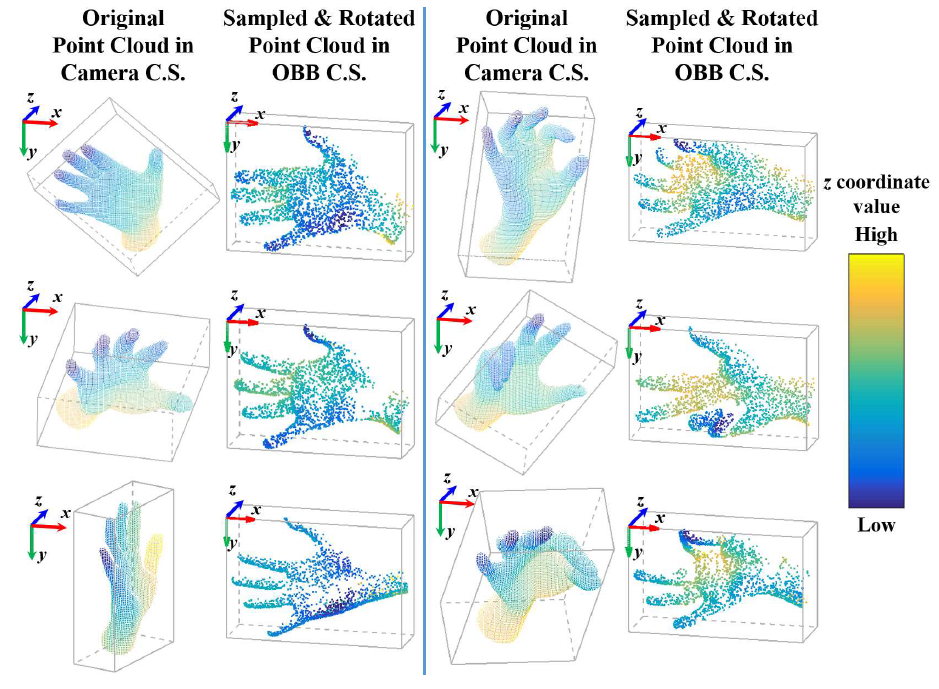 Original
Point Cloud in
Camera C.S.
Sampled & Rotated
Point Cloud in
OBB C.S.
Original
Point Cloud in
Camera C.S.
Sampled & Rotated
Point Cloud in
OBB C.S.
z
x
y
z
x
y
z
x
y
z
x
y
z coordinate
value
High
z
x
y
z
x
y
z
x
y
z
x
y
z
x
y
z
x
y
z
x
y
z
x
y
Low